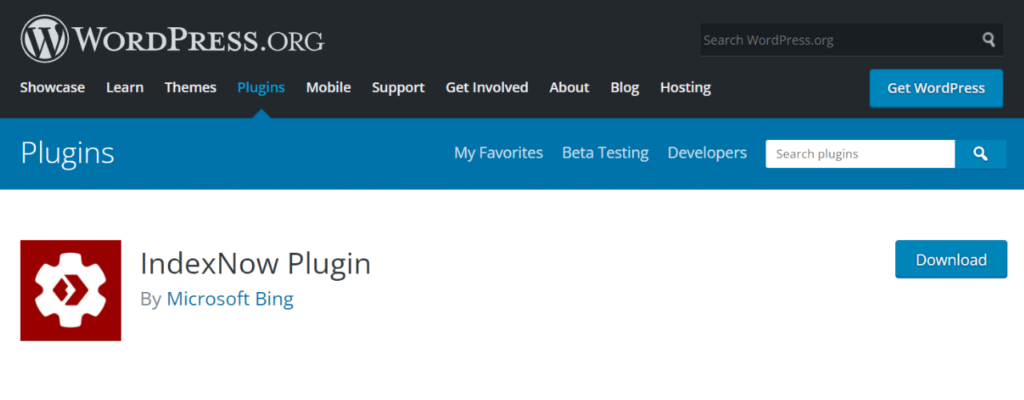 WORDPRESS.ORG
Search WordPress.org
Showcase Learn Themes Plugins Mobile Support Get Involved About Blog Hosting
Get WordPress
Plugins
My Favorites Beta Testing Developers
Search plugins
IndexNow Plugin
By Microsoft Bing
Download